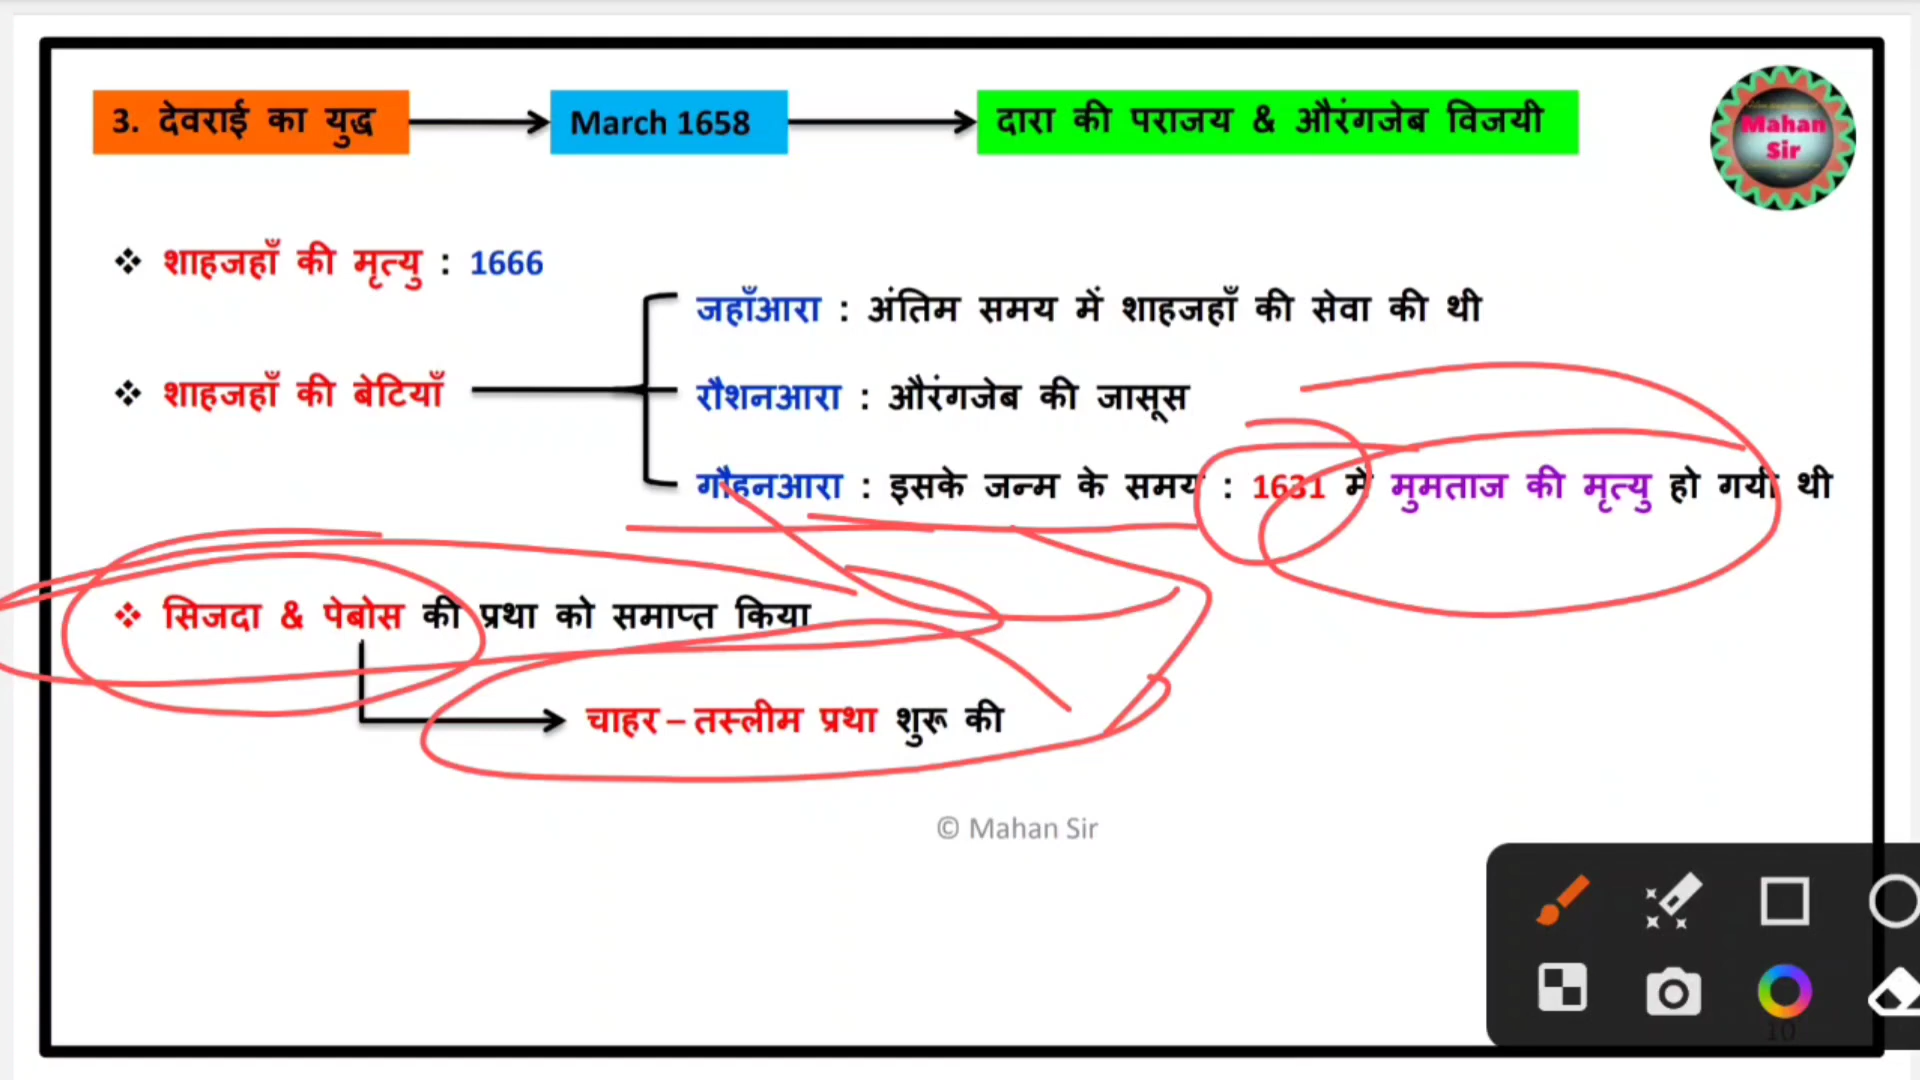 3. देवराई का युद्ध March 1658 दारा की पराजय & औरंगजेब विजयी
Mahan
Sir
❖ शाहजहाँ की मृत्यु : 1666
जहाँआरा : अंतिम समय में शाहजहाँ की सेवा की थी
❖ शाहजहाँ की बेटियाँ
रौशनआरा : औरंगजेब की जासूस
गौहनआरा : इसके जन्म के समय : 1631 में मुमताज की मृत्यु हो गयी थी
❖ सिजदा & पेबोस की प्रथा को समाप्त किया
चाहर – तस्लीम प्रथा शुरू की
© Mahan Sir
10